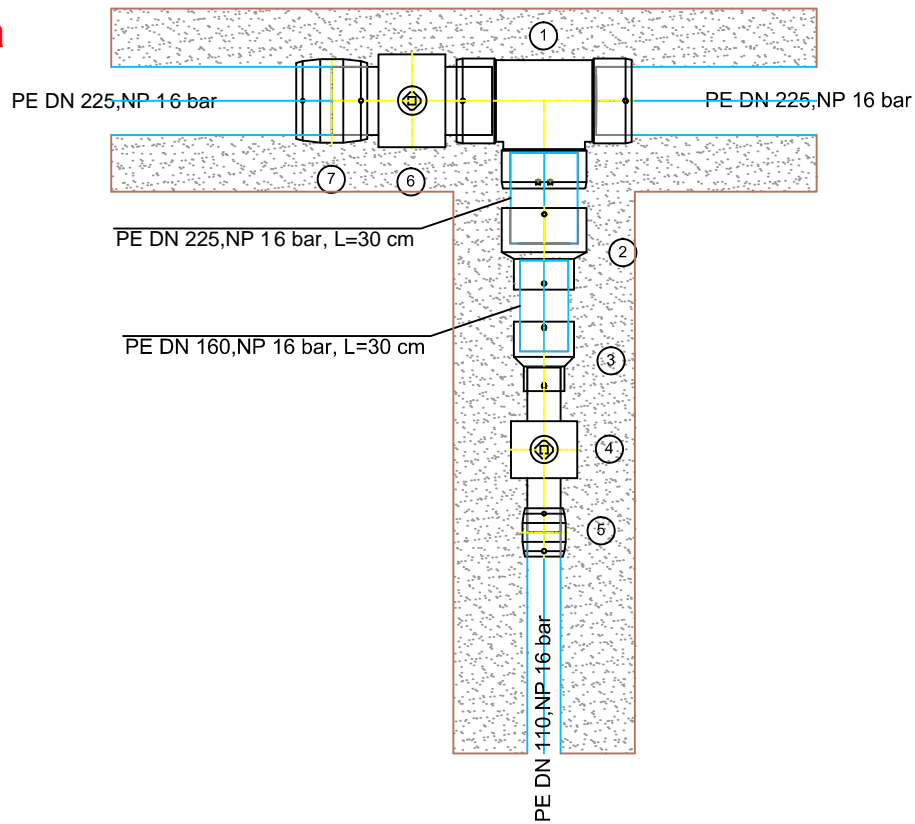 1
PE DN 225,NP 16 bar
PE DN 225,NP 16 bar
7
6
PE DN 225,NP 16 bar, L=30 cm
2
PE DN 160,NP 16 bar, L=30 cm
3
4
5
PE DN 110,NP 16 bar